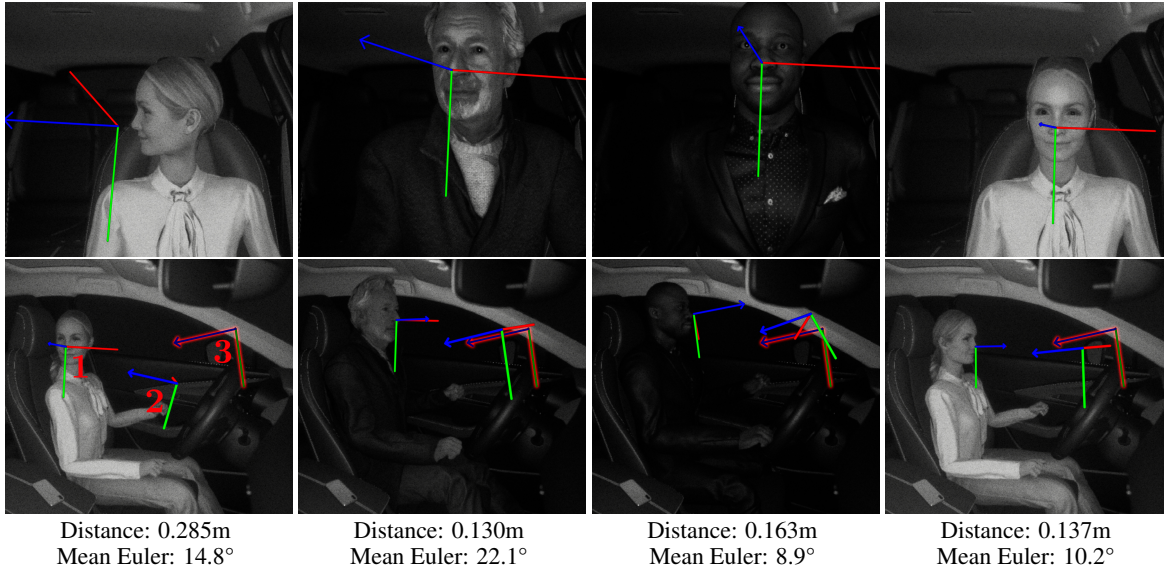 1
2
3
Distance: 0.285m
Mean Euler: 14.8°
Distance: 0.130m
Mean Euler: 22.1°
Distance: 0.163m
Mean Euler: 8.9°
Distance: 0.137m
Mean Euler: 10.2°